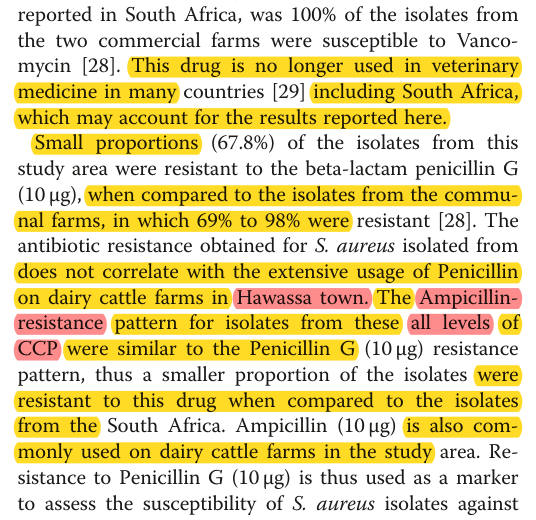 reported in South Africa, was 100% of the isolates from
the two commercial farms were susceptible to Vanco-
mycin [28]. This drug is no longer used in veterinary
medicine in many countries [29] including South Africa,
which may account for the results reported here.
Small proportions (67.8%) of the isolates from this
study area were resistant to the beta-lactam penicillin G
(10 μg), when compared to the isolates from the commu-
nal farms, in which 69% to 98% were resistant [28]. The
antibiotic resistance obtained for S. aureus isolated from
does not correlate with the extensive usage of Penicillin
on dairy cattle farms in Hawassa town. The Ampicillin-
resistance pattern for isolates from these all levels of
CCP were similar to the Penicillin G (10 μg) resistance
pattern, thus a smaller proportion of the isolates were
resistant to this drug when compared to the isolates
from the South Africa. Ampicillin (10 μg) is also com-
monly used on dairy cattle farms in the study area. Re-
sistance to Penicillin G (10 μg) is thus used as a marker
to assess the susceptibility of S. aureus isolates against